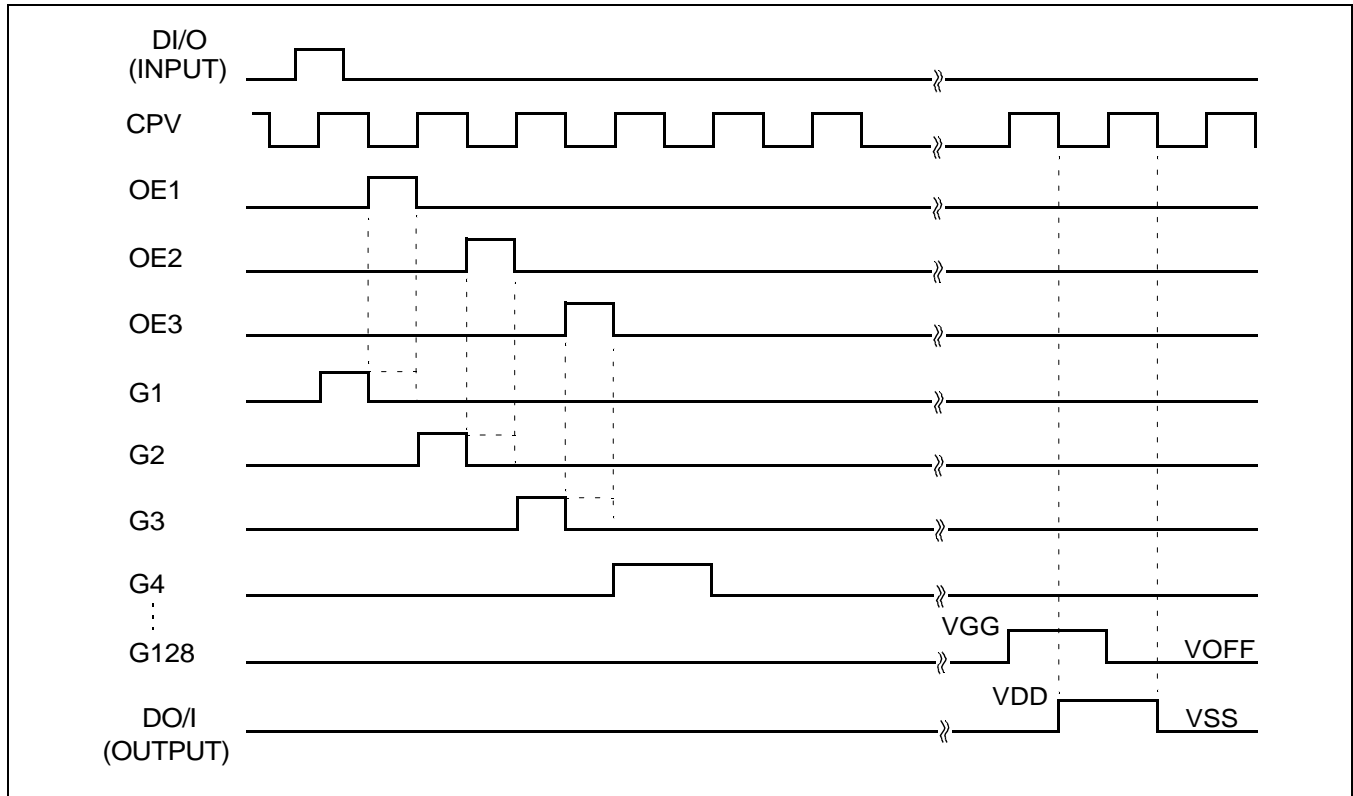 DI/O
(INPUT)
CPV
OE1
OE2
OE3
G1
G2
G3
G4
G128
VGG
VOFF
DO/I
(OUTPUT)
VDD
VSS